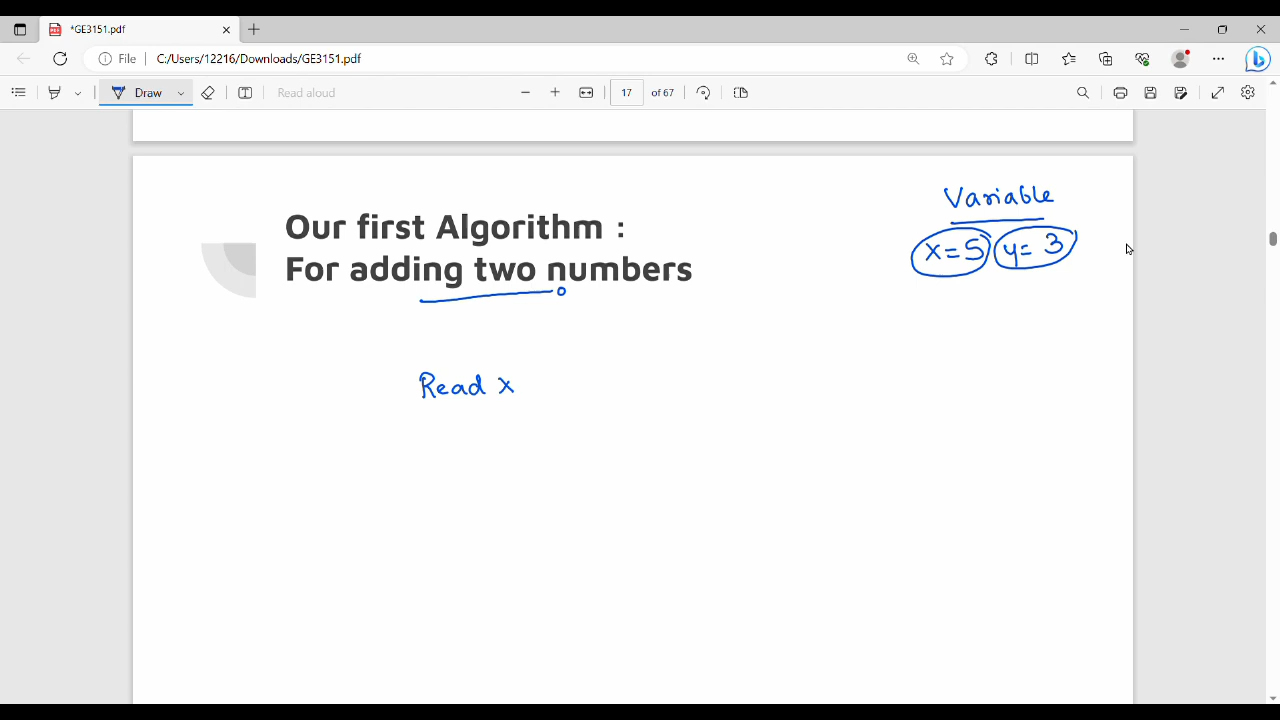 *GE3151.pdf
File C:/Users/12216/Downloads/GE3151.pdf
Draw Read aloud 17 of 67
Variable
Our first Algorithm :
x=5 y=3
For adding two numbers
Read x